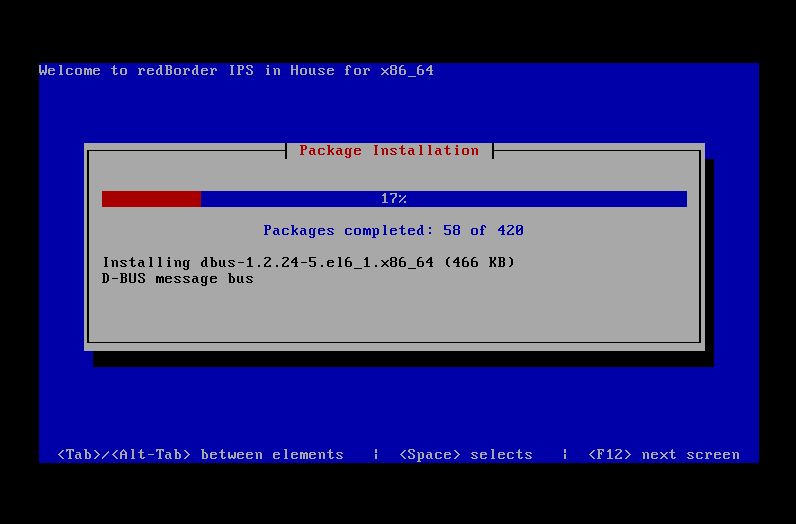 Welcome to redBorder IPS in House for x86_64
Package Installation
17%
Packages completed: 58 of 420
Installing dbus-1.2.24-5.el6_1.x86_64 (466 KB)
D-BUS message bus
<Tab>/<Alt-Tab> between elements | <Space> selects | <F12> next screen